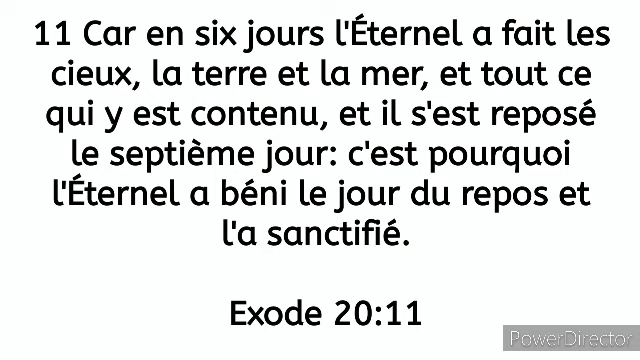 11 Car en six jours l'Éternel a fait les
cieux, la terre et la mer, et tout ce
qui y est contenu, et il s'est reposé
le septième jour: c'est pourquoi
l'Éternel a béni le jour du repos et
l'a sanctifié.
Exode 20:11
PowerDirector